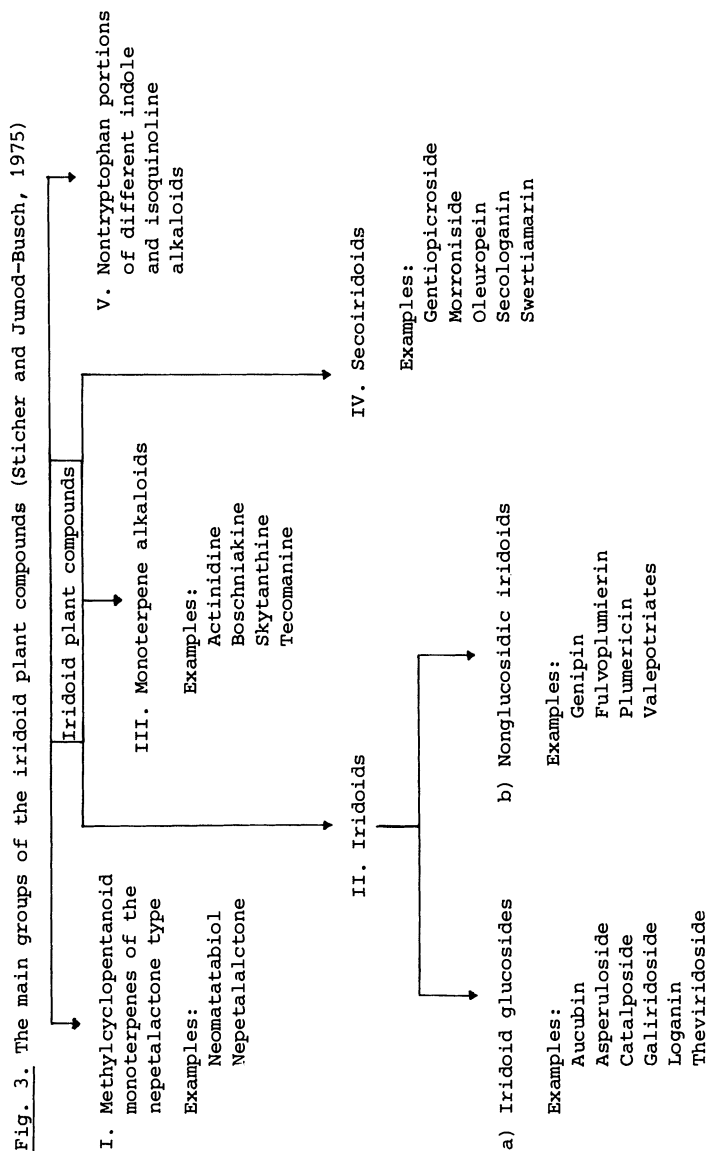 Fig. 3. The main groups of the iridoid plant compounds (Sticher and Junod-Busch, 1975)
Iridoid plant compounds
I. Methylcyclopentanoid
monoterpenes of the
nepetalactone type
Examples:
Neomatatabiol
Nepetalalctone
III. Monoterpene alkaloids
Examples:
Actinidine
Boschniakine
Skytanthine
Tecomanine
V. Nontryptophan portions
of different indole
and isoquinoline
alkaloids
II. Iridoids
IV. Secoiridoids
Examples:
Gentiopicroside
Morroniside
Oleuropein
Secologanin
Swertiamarin
a) Iridoid glucosides
Examples:
Aucubin
Asperuloside
Catalposide
Galiridoside
Loganin
Theviridoside
b) Nonglucosidic iridoids
Examples:
Genipin
Fulvoplumierin
Plumericin
Valepotriates